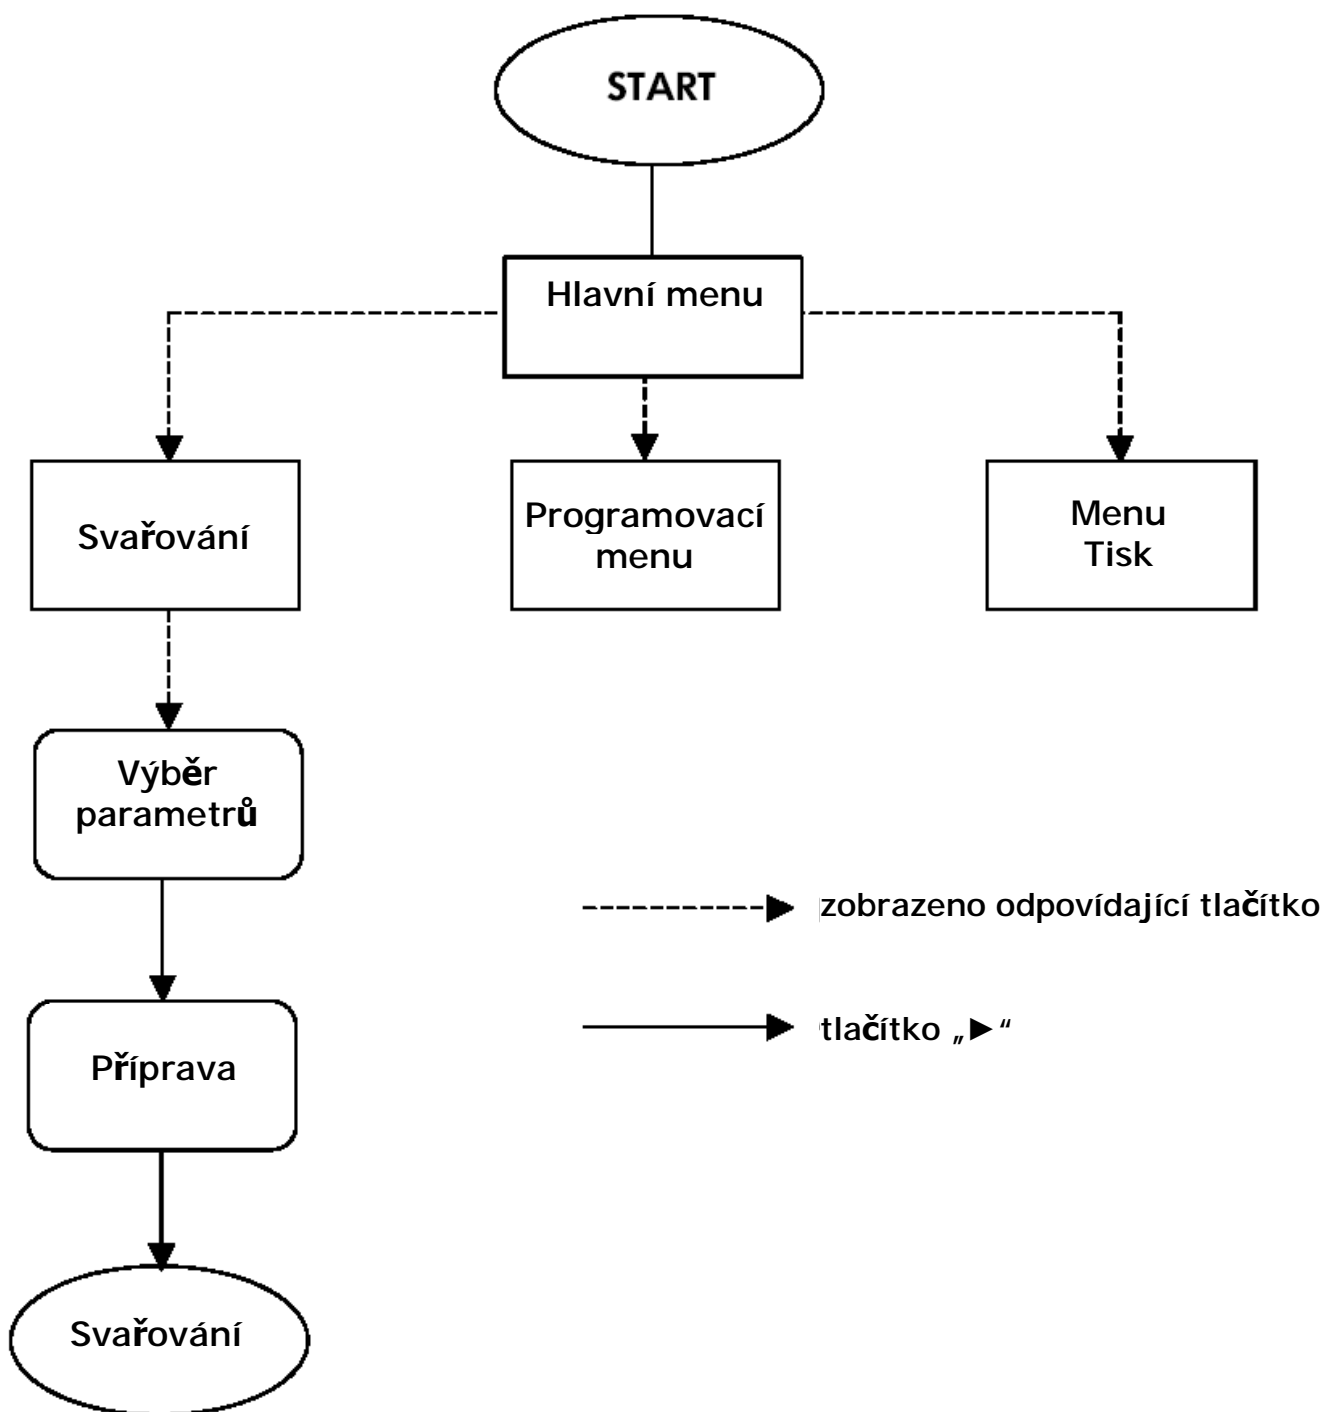 START
Hlavní menu
Svařování
Programovací
menu
Menu
Tisk
Výběr
parametrů
zobrazeno odpovídající tlačítko
Příprava
tlačítko „►“
Svařování